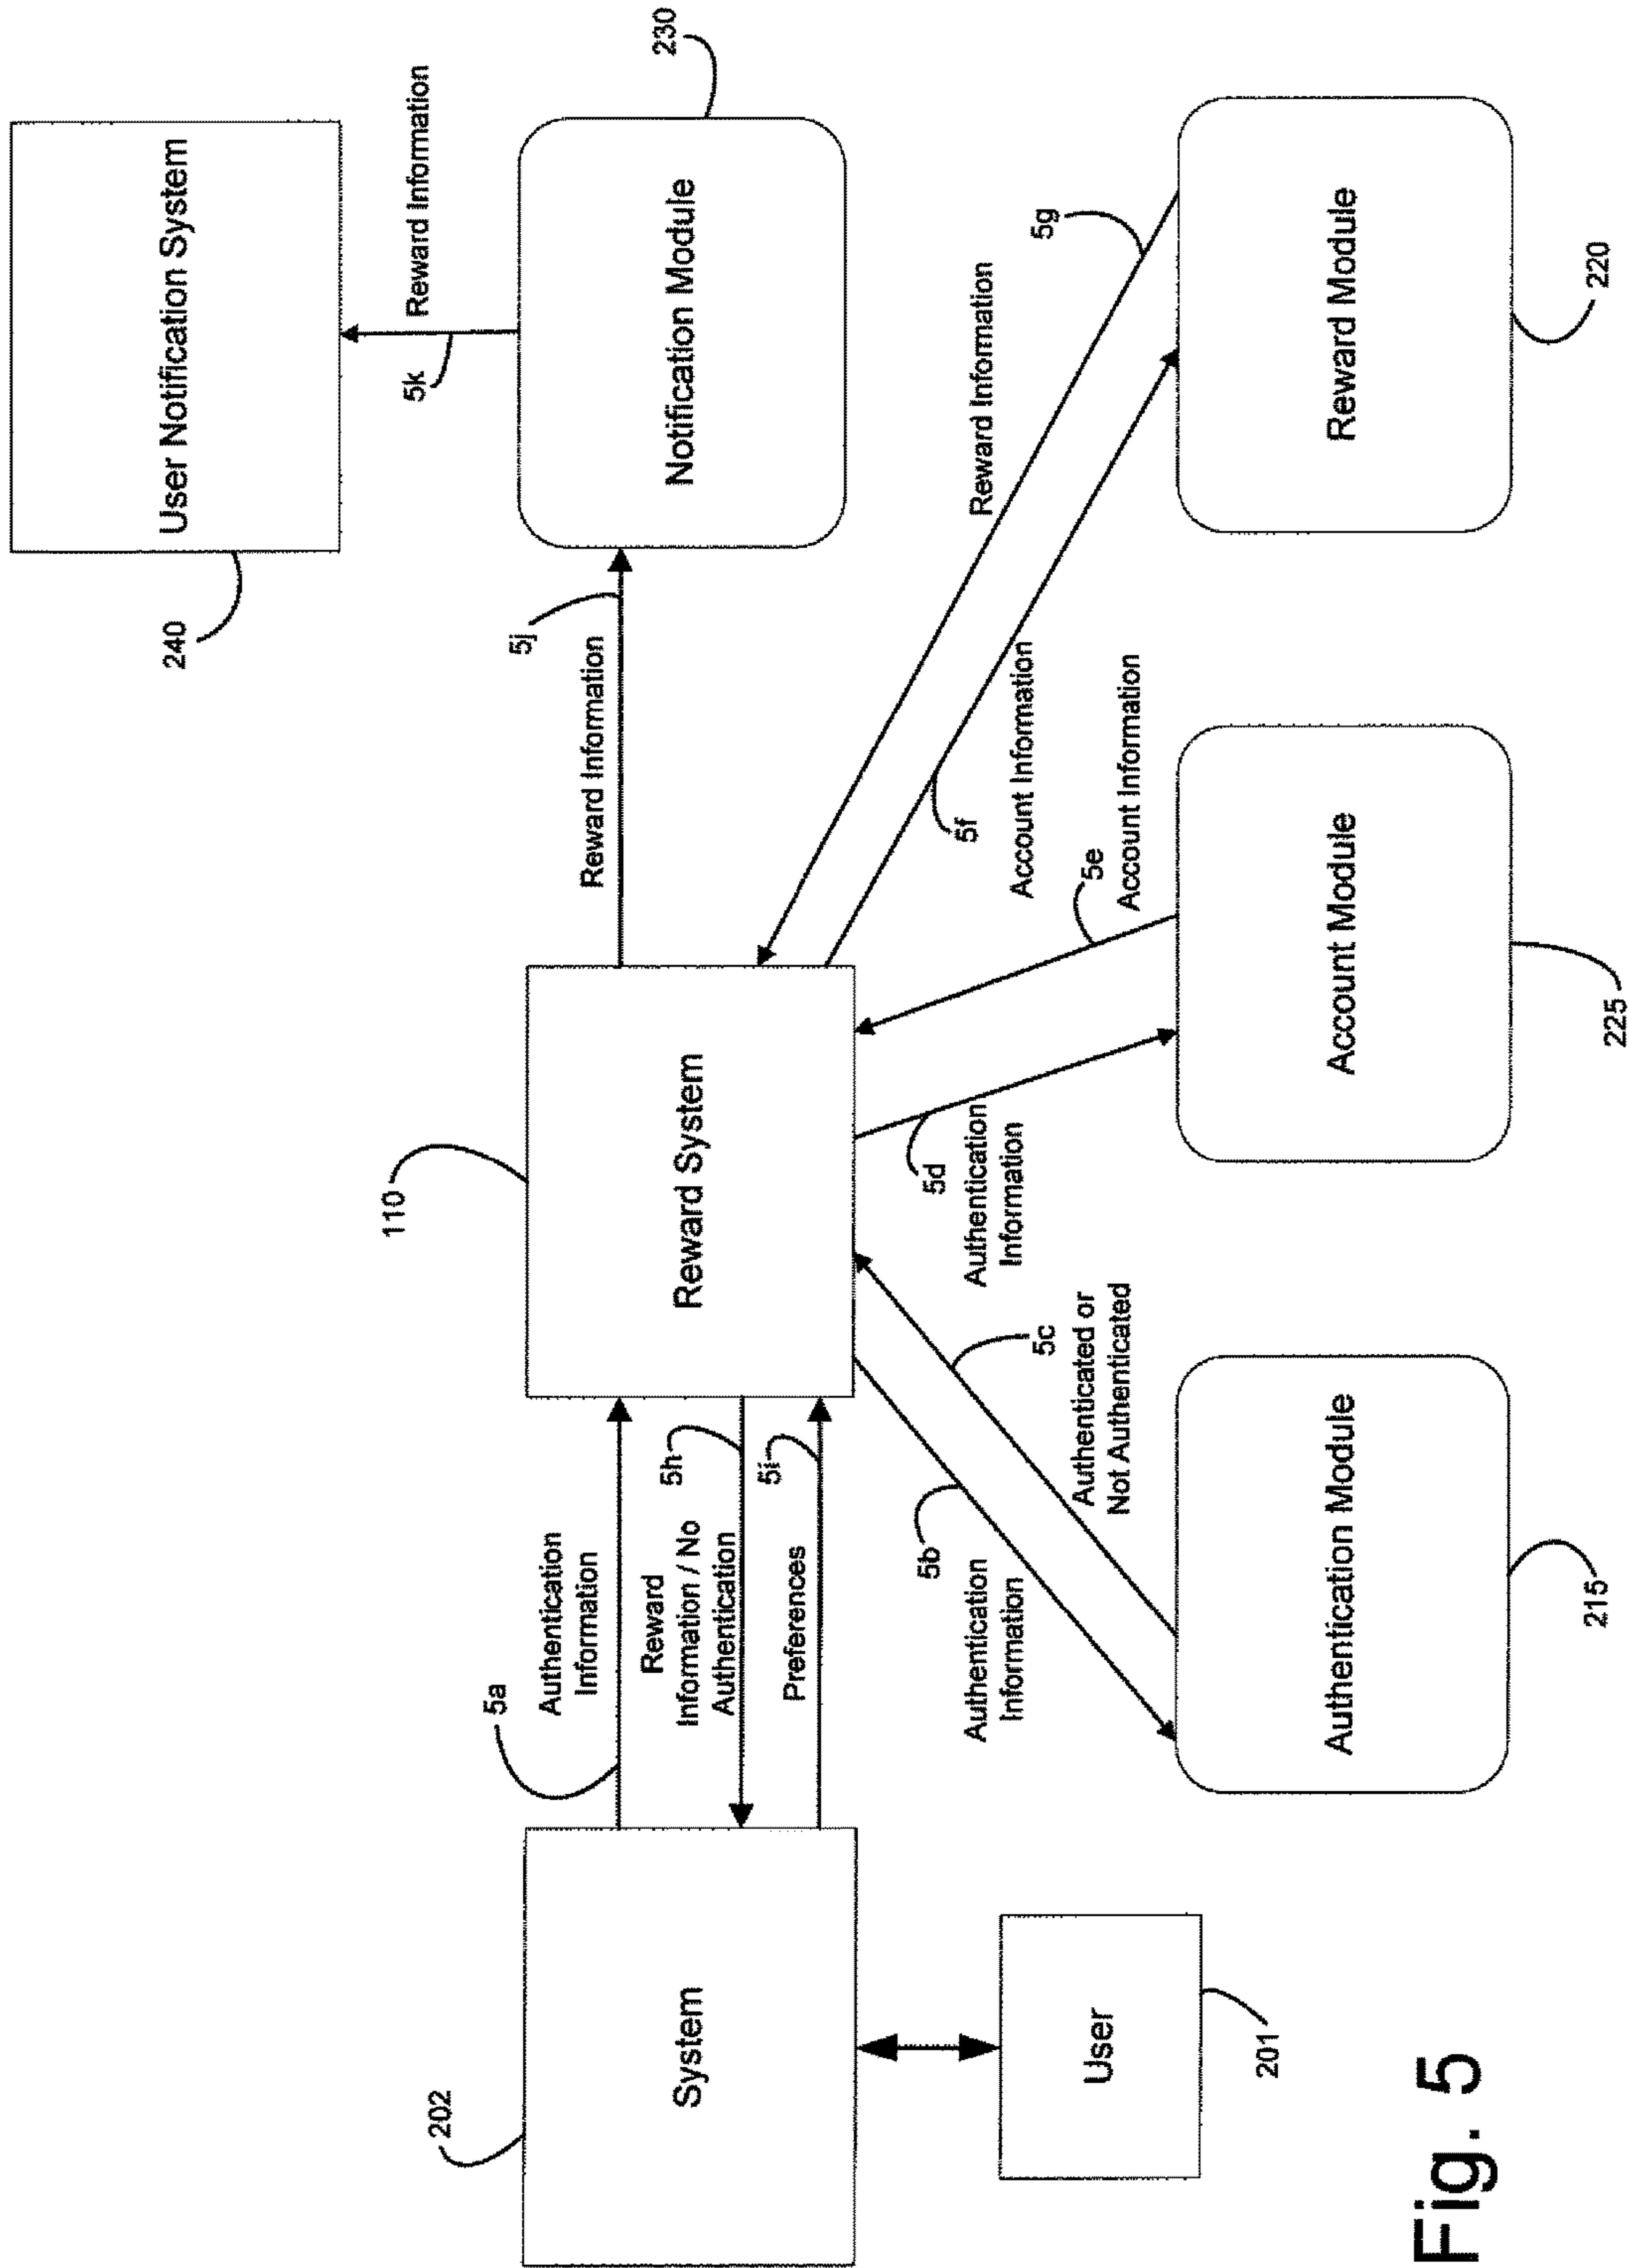 User Notification System
240
5k
Reward Information
Reward Information
5j
Notification Module
230
110
Reward System
202
System
5a
Authentication
Information
Reward
Information / No
Authentication
5h
Preferences
5i
User
201
Authentication
Information
5b
5c
Authenticated or
Not Authenticated
5d
Authentication
Information
5e
Account Information
5f
Account Information
Reward Information
5g
Authentication Module
215
Account Module
225
Reward Module
220
Fig. 5